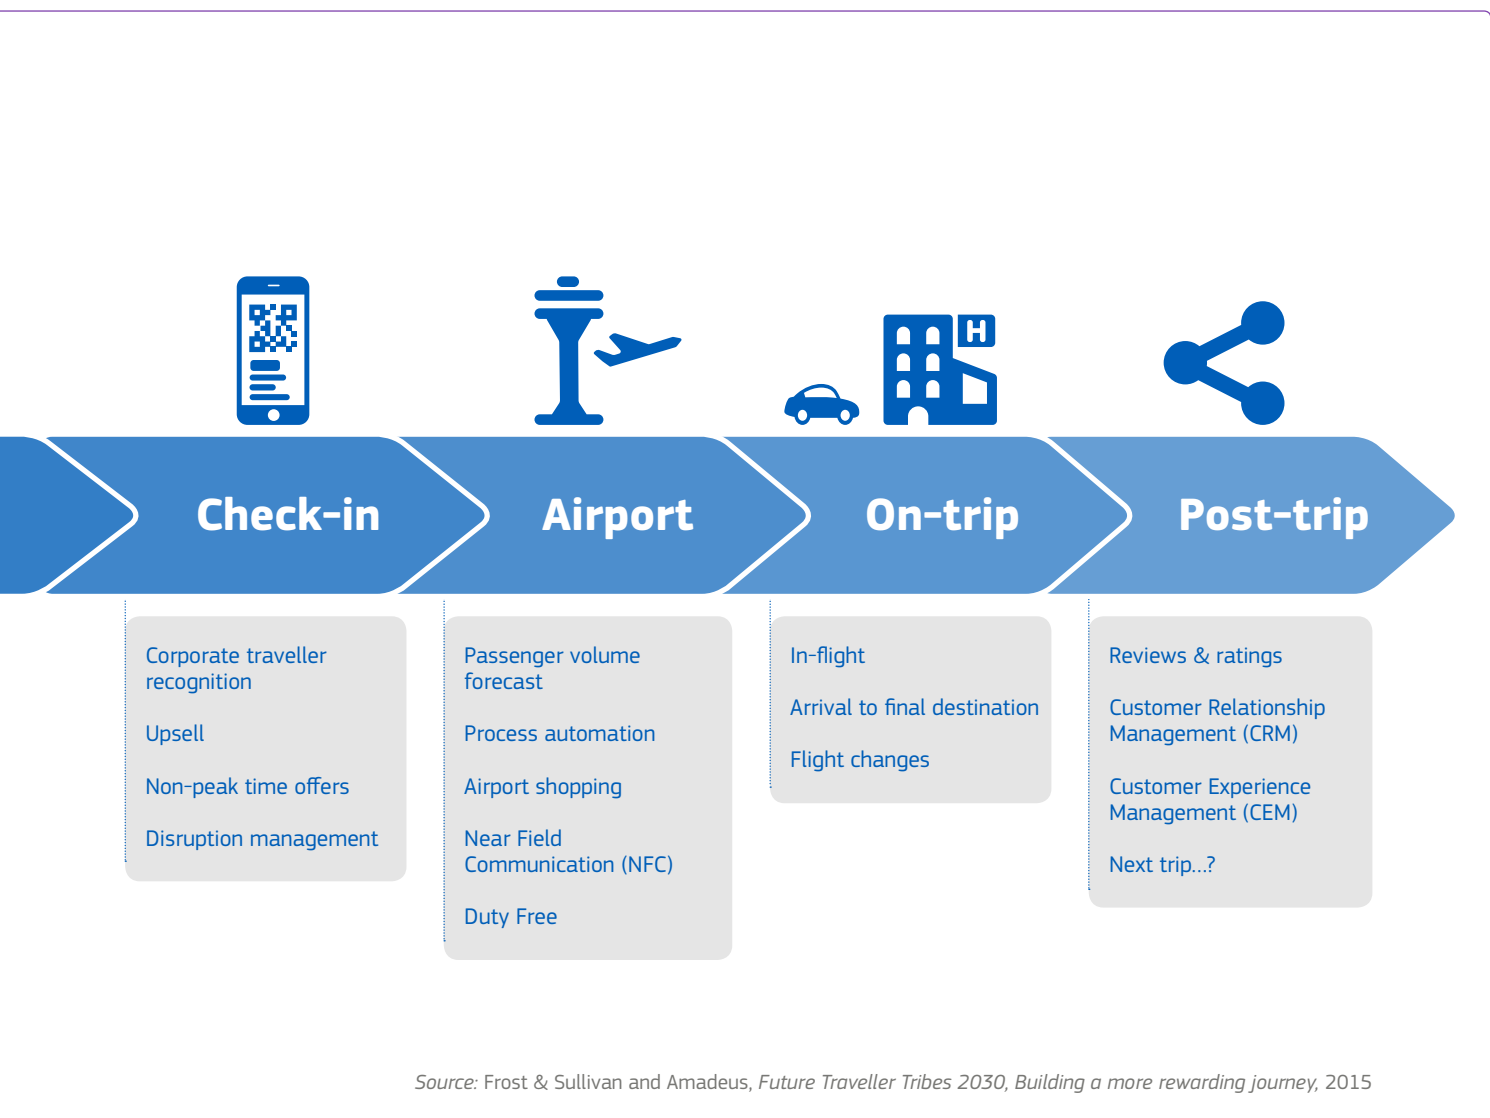 H
Check-in
Airport
On-trip
Post-trip
Corporate traveller
recognition
Upsell
Non-peak time offers
Disruption management
Passenger volume
forecast
Process automation
Airport shopping
Near Field
Communication (NFC)
Duty Free
In-flight
Arrival to final destination
Flight changes
Reviews & ratings
Customer Relationship
Management (CRM)
Customer Experience
Management (CEM)
Next trip...?
Source: Frost & Sullivan and Amadeus, Future Traveller Tribes 2030, Building a more rewarding journey, 2015